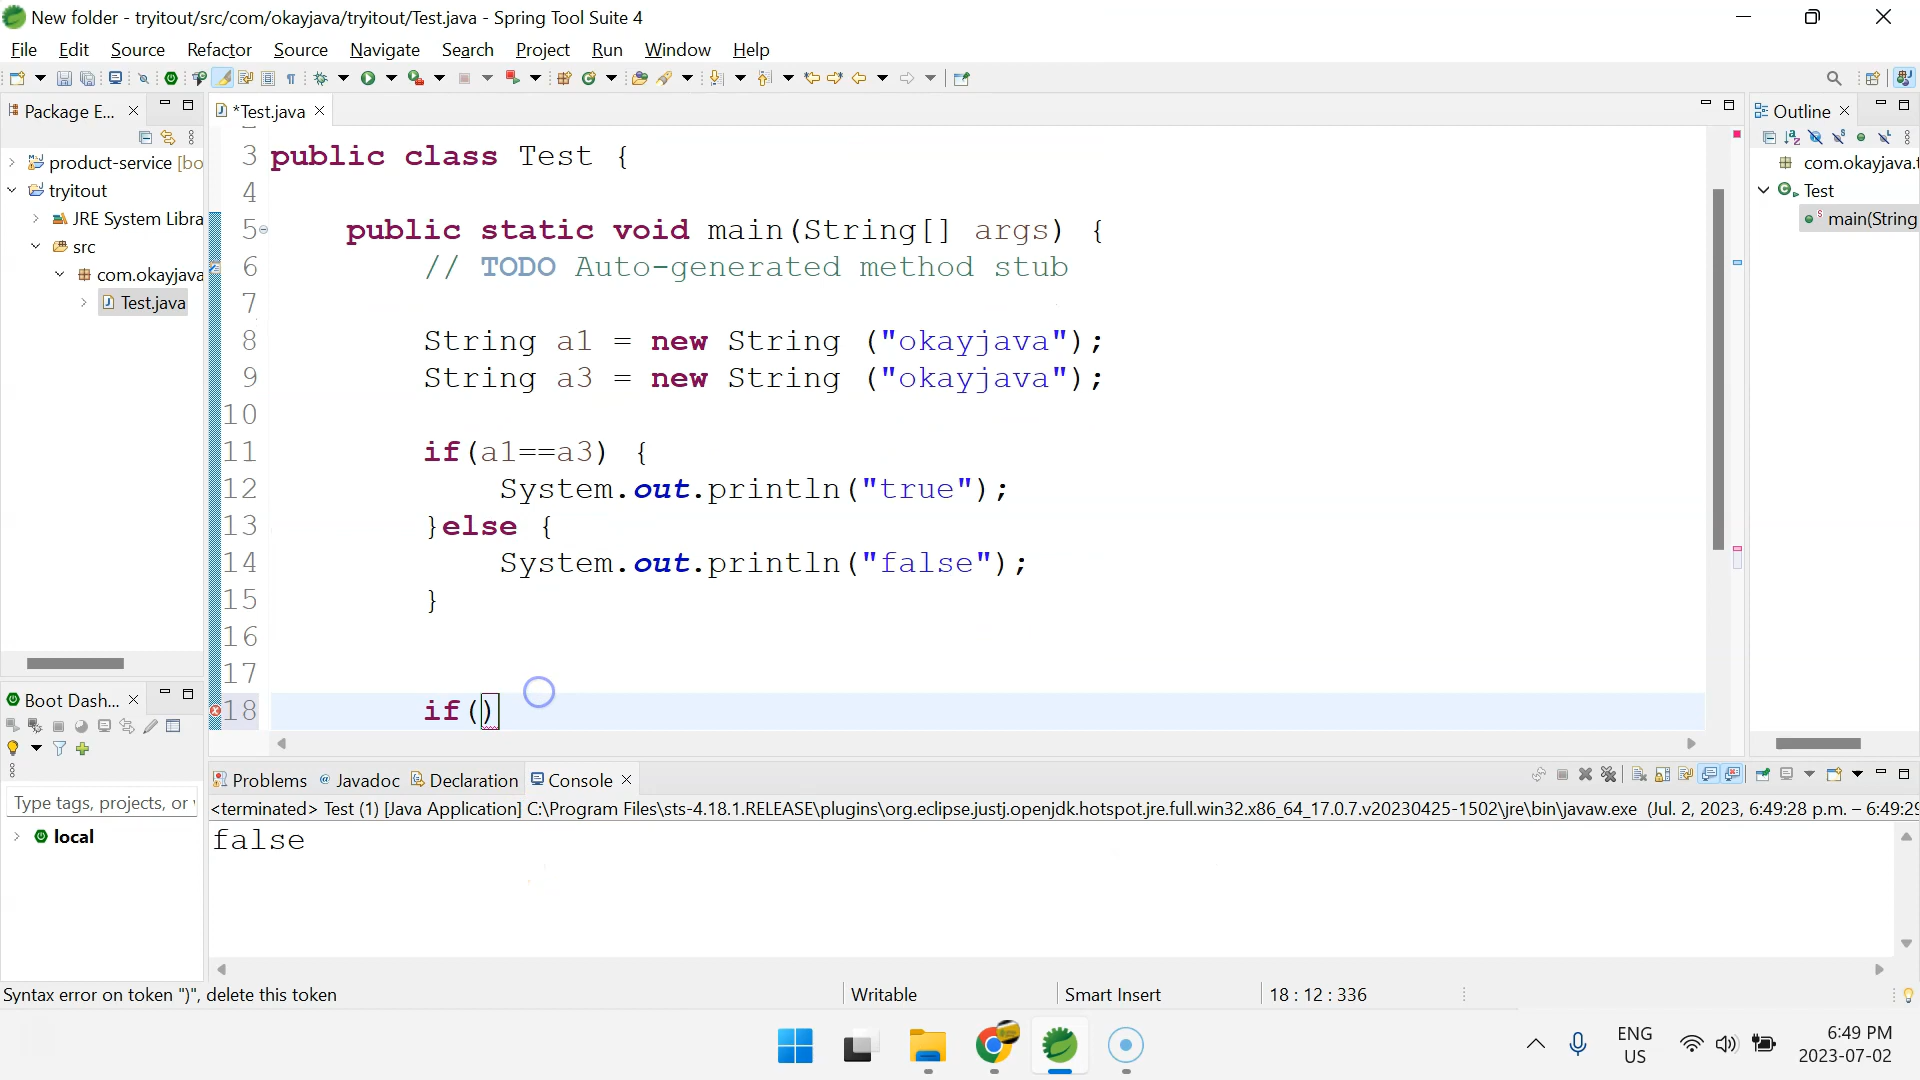 New folder - tryitout/src/com/okayjava/tryitout/Test.java - Spring Tool Suite 4
File Edit Source Refactor Source Navigate Search Project Run Window Help
Package E...
*Test.java
Outline
product-service [bo
tryitout
JRE System Libra
src
com.okayjava
Test.java
com.okayjava.t
Test
main(String
3 public class Test {
4
5 public static void main(String[] args) {
6 // TODO Auto-generated method stub
7
8 String a1 = new String ("okayjava");
9 String a3 = new String ("okayjava");
10
11 if(a1==a3) {
12 System.out.println("true");
13 }else {
14 System.out.println("false");
15 }
16
17
18 if()
Boot Dash...
Type tags, projects, or
local
Problems Javadoc Declaration Console
<terminated> Test (1) [Java Application] C:\Program Files\sts-4.18.1.RELEASE\plugins\org.eclipse.justj.openjdk.hotspot.jre.full.win32.x86_64_17.0.7.v20230425-1502\jre\bin\javaw.exe (Jul. 2, 2023, 6:49:28 p.m. – 6:49:29
false
Syntax error on token ")", delete this token
Writable
Smart Insert
18 : 12 : 336
ENG
US
6:49 PM
2023-07-02